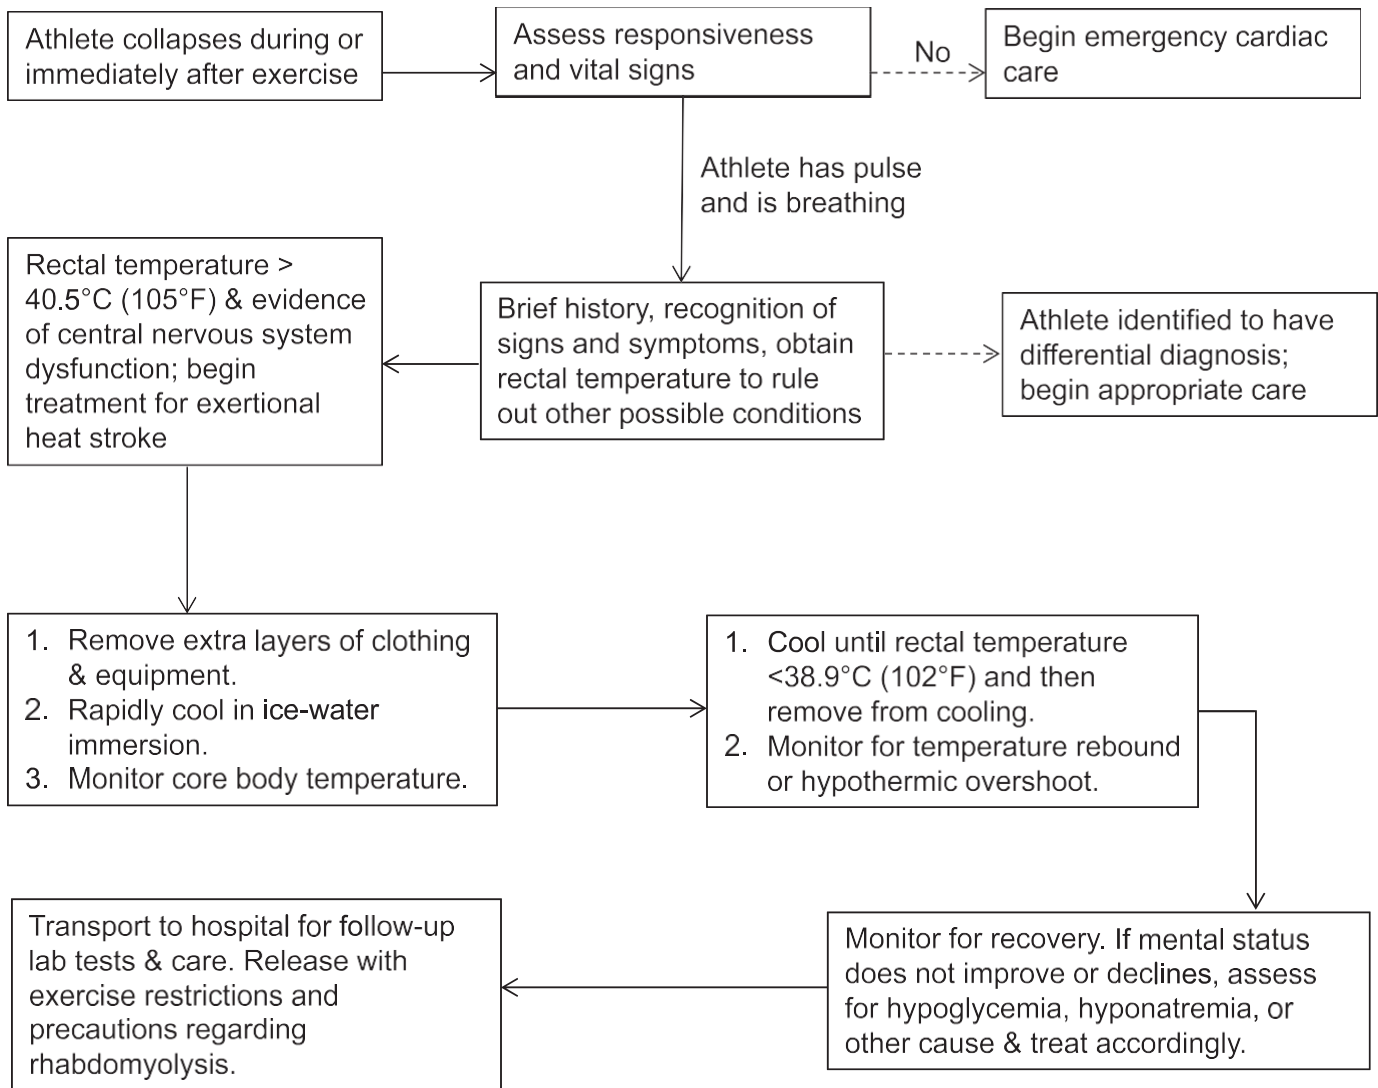 Athlete collapses during or
immediately after exercise
Assess responsiveness
and vital signs
No
Begin emergency cardiac
care
Athlete has pulse
and is breathing
Rectal temperature >
40.5°C (105°F) & evidence
of central nervous system
dysfunction; begin
treatment for exertional
heat stroke
Brief history, recognition of
signs and symptoms, obtain
rectal temperature to rule
out other possible conditions
Athlete identified to have
differential diagnosis;
begin appropriate care
1. Remove extra layers of clothing
& equipment.
2. Rapidly cool in ice-water
immersion.
3. Monitor core body temperature.
1. Cool until rectal temperature
<38.9°C (102°F) and then
remove from cooling.
2. Monitor for temperature rebound
or hypothermic overshoot.
Monitor for recovery. If mental status
does not improve or declines, assess
for hypoglycemia, hyponatremia, or
other cause & treat accordingly.
Transport to hospital for follow-up
lab tests & care. Release with
exercise restrictions and
precautions regarding
rhabdomyolysis.